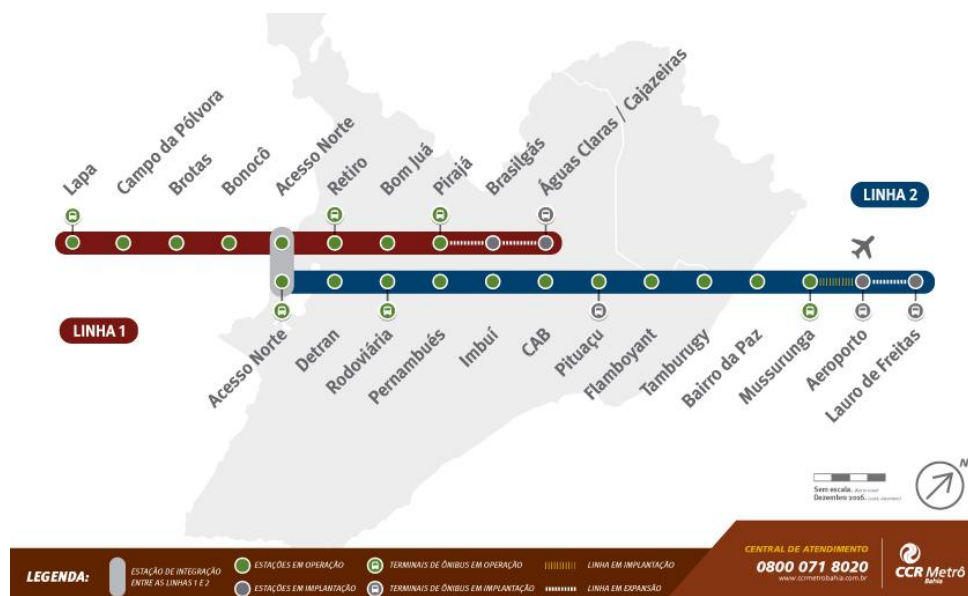 Lapa
Campo da Pólvora
Brotas
Bonocô
Acesso Norte
Retiro
Bom Juá
Pirajá
Brasilgás
Águas Claras / Cajazeiras
LINHA 2
LINHA 1
Acesso Norte
Detran
Rodoviária
Pernambués
Imbuí
CAB
Pituaçu
Flamboyant
Tamburugy
Bairro da Paz
Mussurunga
Aeroporto
Lauro de Freitas
N
Sem escala.
Dezembro 2016.
LEGENDA:
ESTAÇÃO DE INTEGRAÇÃO
ENTRE AS LINHAS 1 E 2
ESTAÇÕES EM OPERAÇÃO
ESTAÇÕES EM IMPLANTAÇÃO
TERMINAIS DE ÔNIBUS EM OPERAÇÃO
TERMINAIS DE ÔNIBUS EM IMPLANTAÇÃO
LINHA EM IMPLANTAÇÃO
LINHA EM EXPANSÃO
CENTRAL DE ATENDIMENTO
0800 071 8020
www.ccrmetrobahia.com.br
CCR Metrô
Bahia